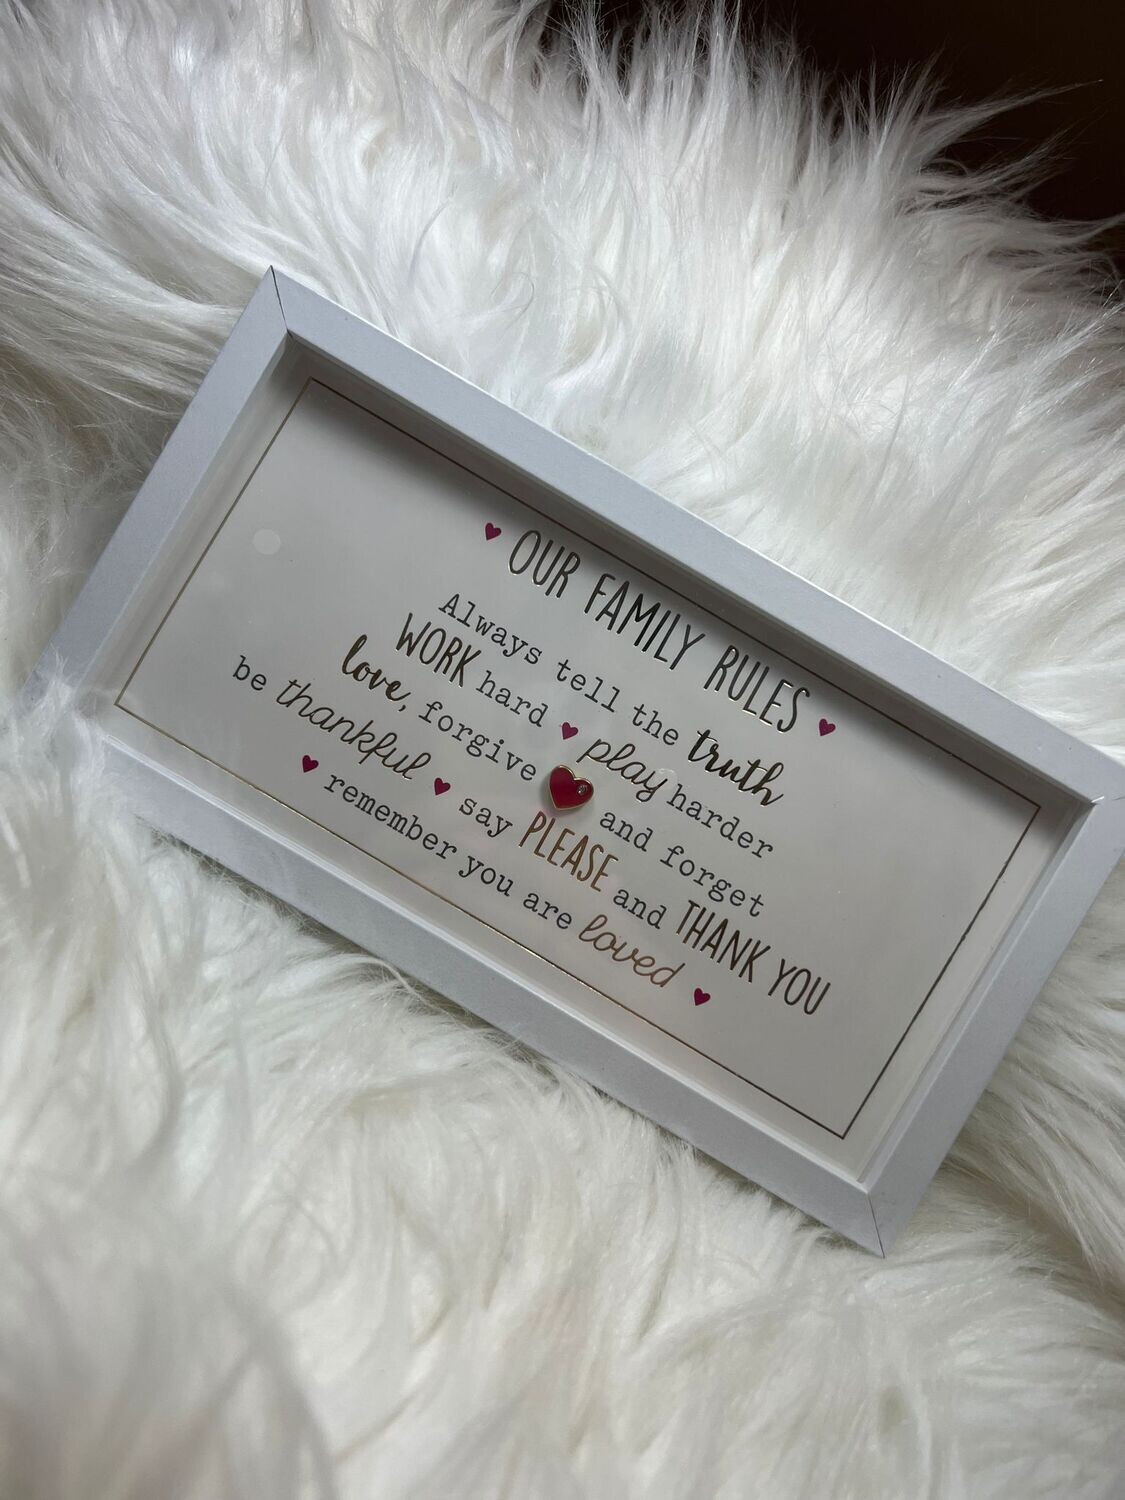 OUR FAMILY RULES
Always tell the truth
WORK hard play harder
love, forgive and forget
be thankful say PLEASE and THANK YOU
remember you are loved